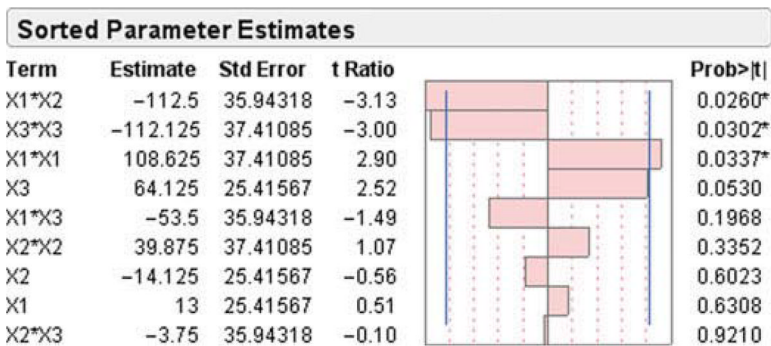 Sorted Parameter Estimates
Term Estimate Std Error t Ratio Prob>|t|
X1*X2 −112.5 35.94318 −3.13 0.0260*
X3*X3 −112.125 37.41085 −3.00 0.0302*
X1*X1 108.625 37.41085 2.90 0.0337*
X3 64.125 25.41567 2.52 0.0530
X1*X3 −53.5 35.94318 −1.49 0.1968
X2*X2 39.875 37.41085 1.07 0.3352
X2 −14.125 25.41567 −0.56 0.6023
X1 13 25.41567 0.51 0.6308
X2*X3 −3.75 35.94318 −0.10 0.9210